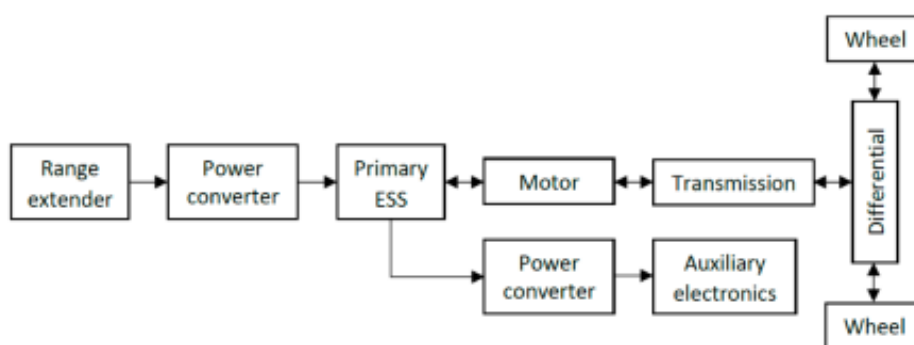 Wheel
Range
extender
Power
converter
Primary
ESS
Motor
Transmission
Differential
Power
converter
Auxiliary
electronics
Wheel